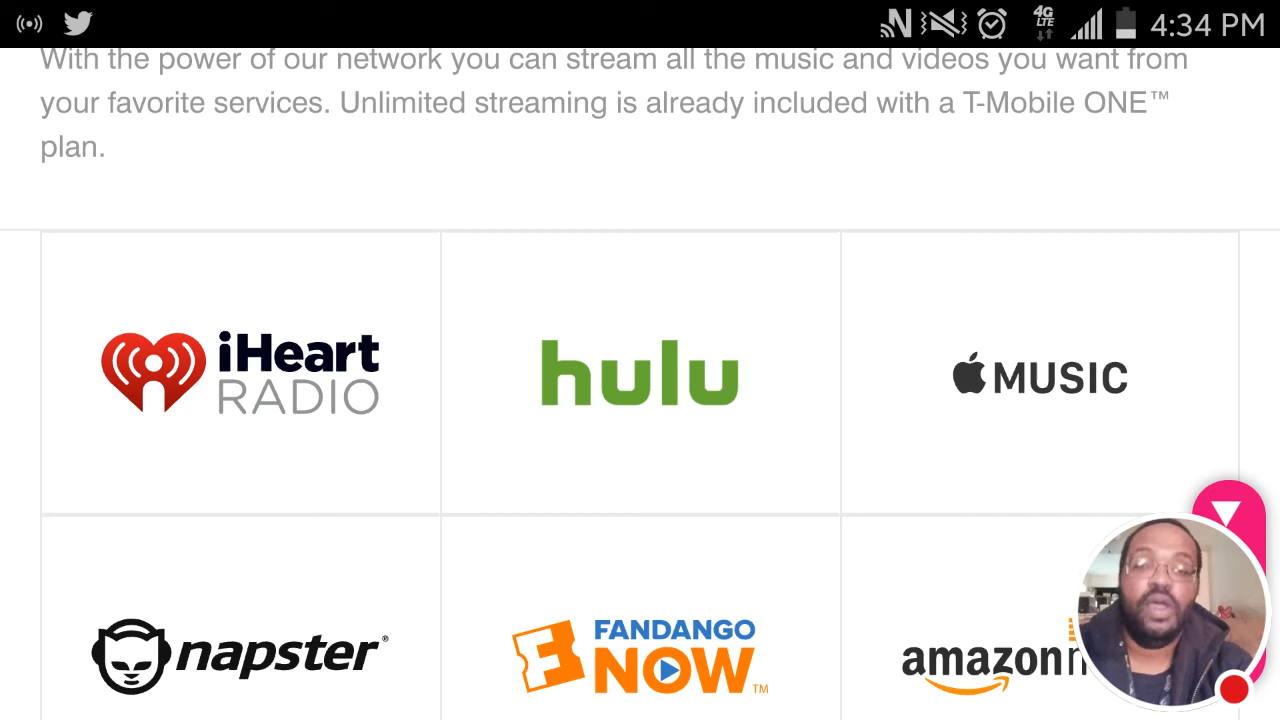 4G
LTE
4:34 PM
With the power of our network you can stream all the music and videos you want from
your favorite services. Unlimited streaming is already included with a T-Mobile ONE™
plan.
iHeart
RADIO
hulu
MUSIC
napster®
FANDANGO
NOW™
amazon